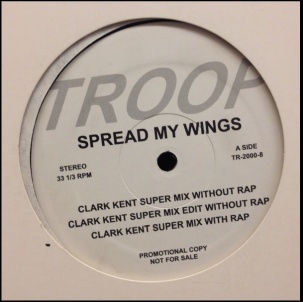 TROOP
SPREAD MY WINGS
STEREO
33 1/3 RPM
A SIDE
TR-2000-8
CLARK KENT SUPER MIX WITHOUT RAP
CLARK KENT SUPER MIX EDIT WITHOUT RAP
CLARK KENT SUPER MIX WITH RAP
PROMOTIONAL COPY
NOT FOR SALE